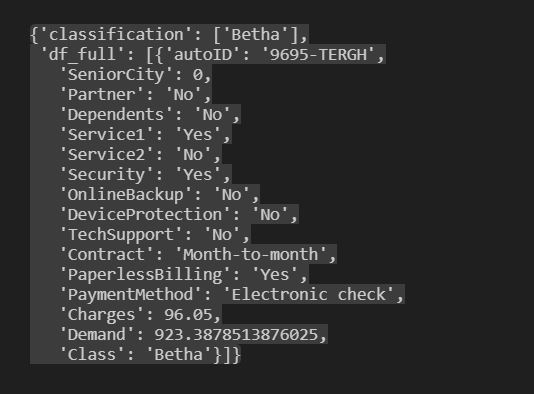 {'classification': ['Betha'],
 'df_full': [{'autoID': '9695-TERGH',
   'SeniorCity': 0,
   'Partner': 'No',
   'Dependents': 'No',
   'Service1': 'Yes',
   'Service2': 'No',
   'Security': 'Yes',
   'OnlineBackup': 'No',
   'DeviceProtection': 'No',
   'TechSupport': 'No',
   'Contract': 'Month-to-month',
   'PaperlessBilling': 'Yes',
   'PaymentMethod': 'Electronic check',
   'Charges': 96.05,
   'Demand': 923.3878513876025,
   'Class': 'Betha'}]}